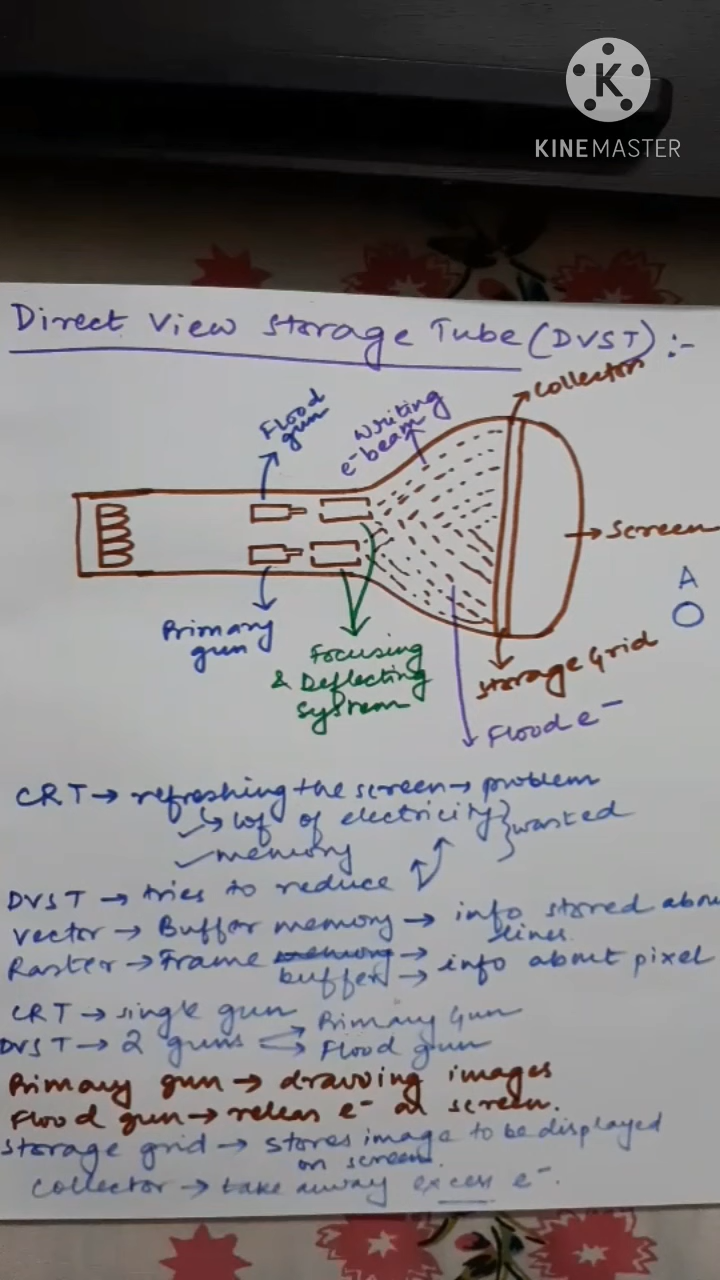 K
KINEMASTER
Direct View Storage Tube (DVST) :-
Collector
Flood gun
Writing e- beam
Screen
A
Primary gun
Focusing & Deflecting System
Storage Grid
Flood e-
CRT → refreshing the screen → problem
↳ lof of electricity } wasted
✓ memory
DVST → tries to reduce
Vector → Buffer memory → info stored abou
lines
Raster → Frame memory →
buffer → info about pixel
CRT → single gun
Primary Gun
DVST → 2 guns
Flood gun
Primary gun → drawing images
Flood gun → releas e- at screen.
Storage grid → stores image to be displayed
on screen.
Collector → take away excess e-.